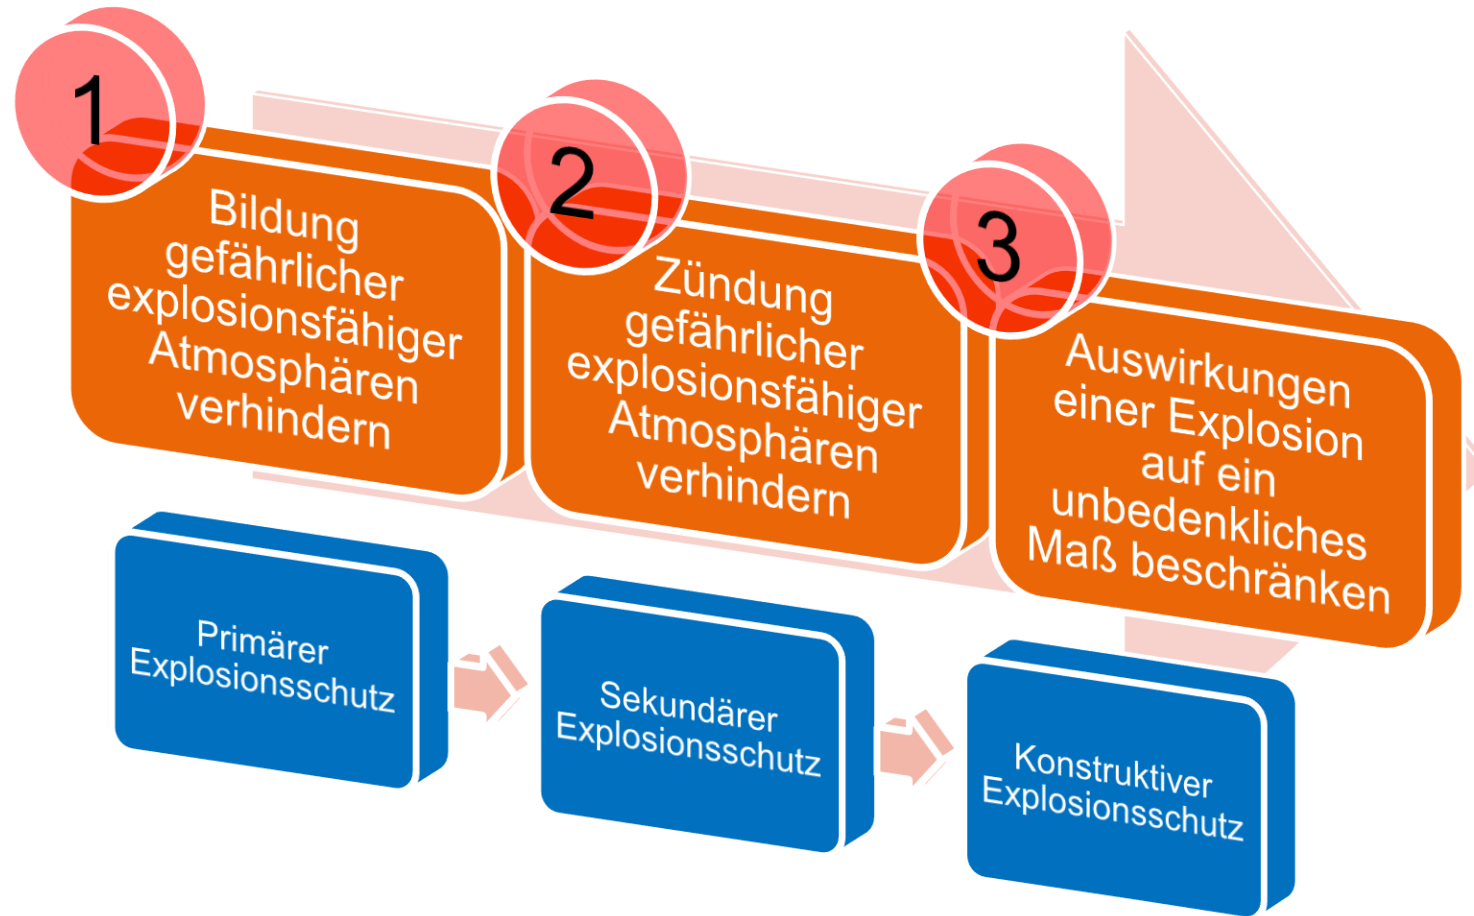 1
Bildung
gefährlicher
explosionsfähiger
Atmosphären
verhindern
2
Zündung
gefährlicher
explosionsfähiger
Atmosphären
verhindern
3
Auswirkungen
einer Explosion
auf ein
unbedenkliches
Maß beschränken
Primärer
Explosionsschutz
Sekundärer
Explosionsschutz
Konstruktiver
Explosionsschutz